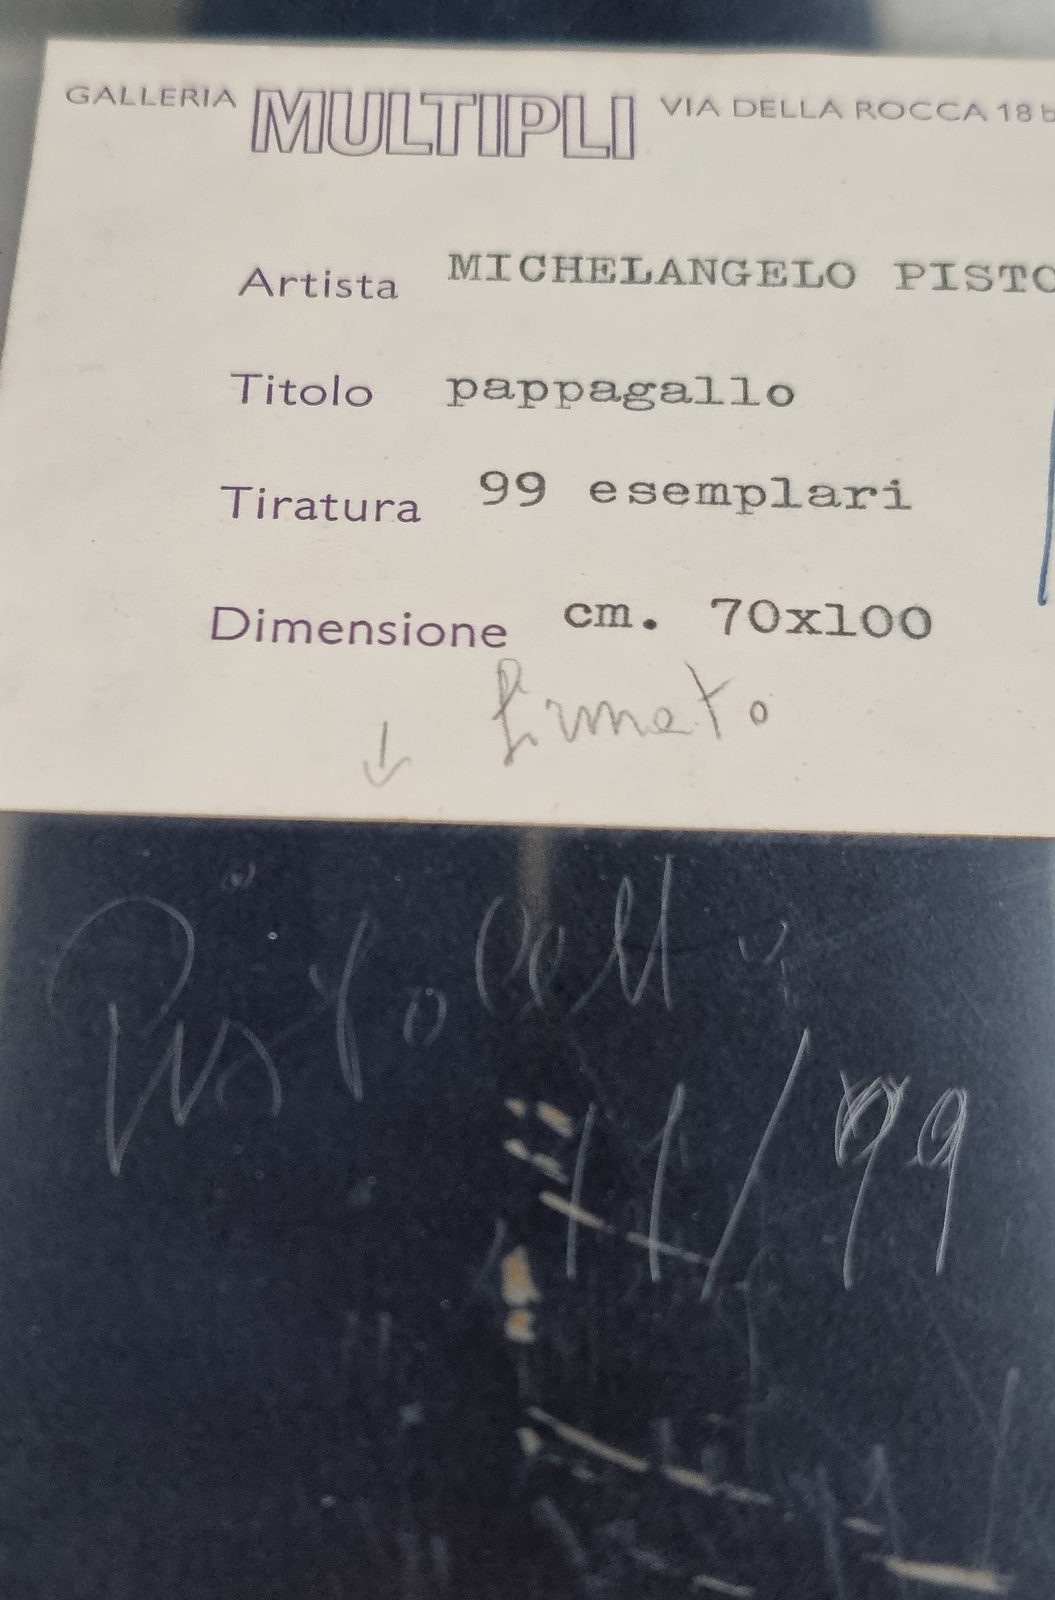 GALLERIA MULTIPLI VIA DELLA ROCCA 18 b
Artista MICHELANGELO PISTO
Titolo pappagallo
Tiratura 99 esemplari
Dimensione cm. 70x100
↓ firmato
Pistoletto
11/99